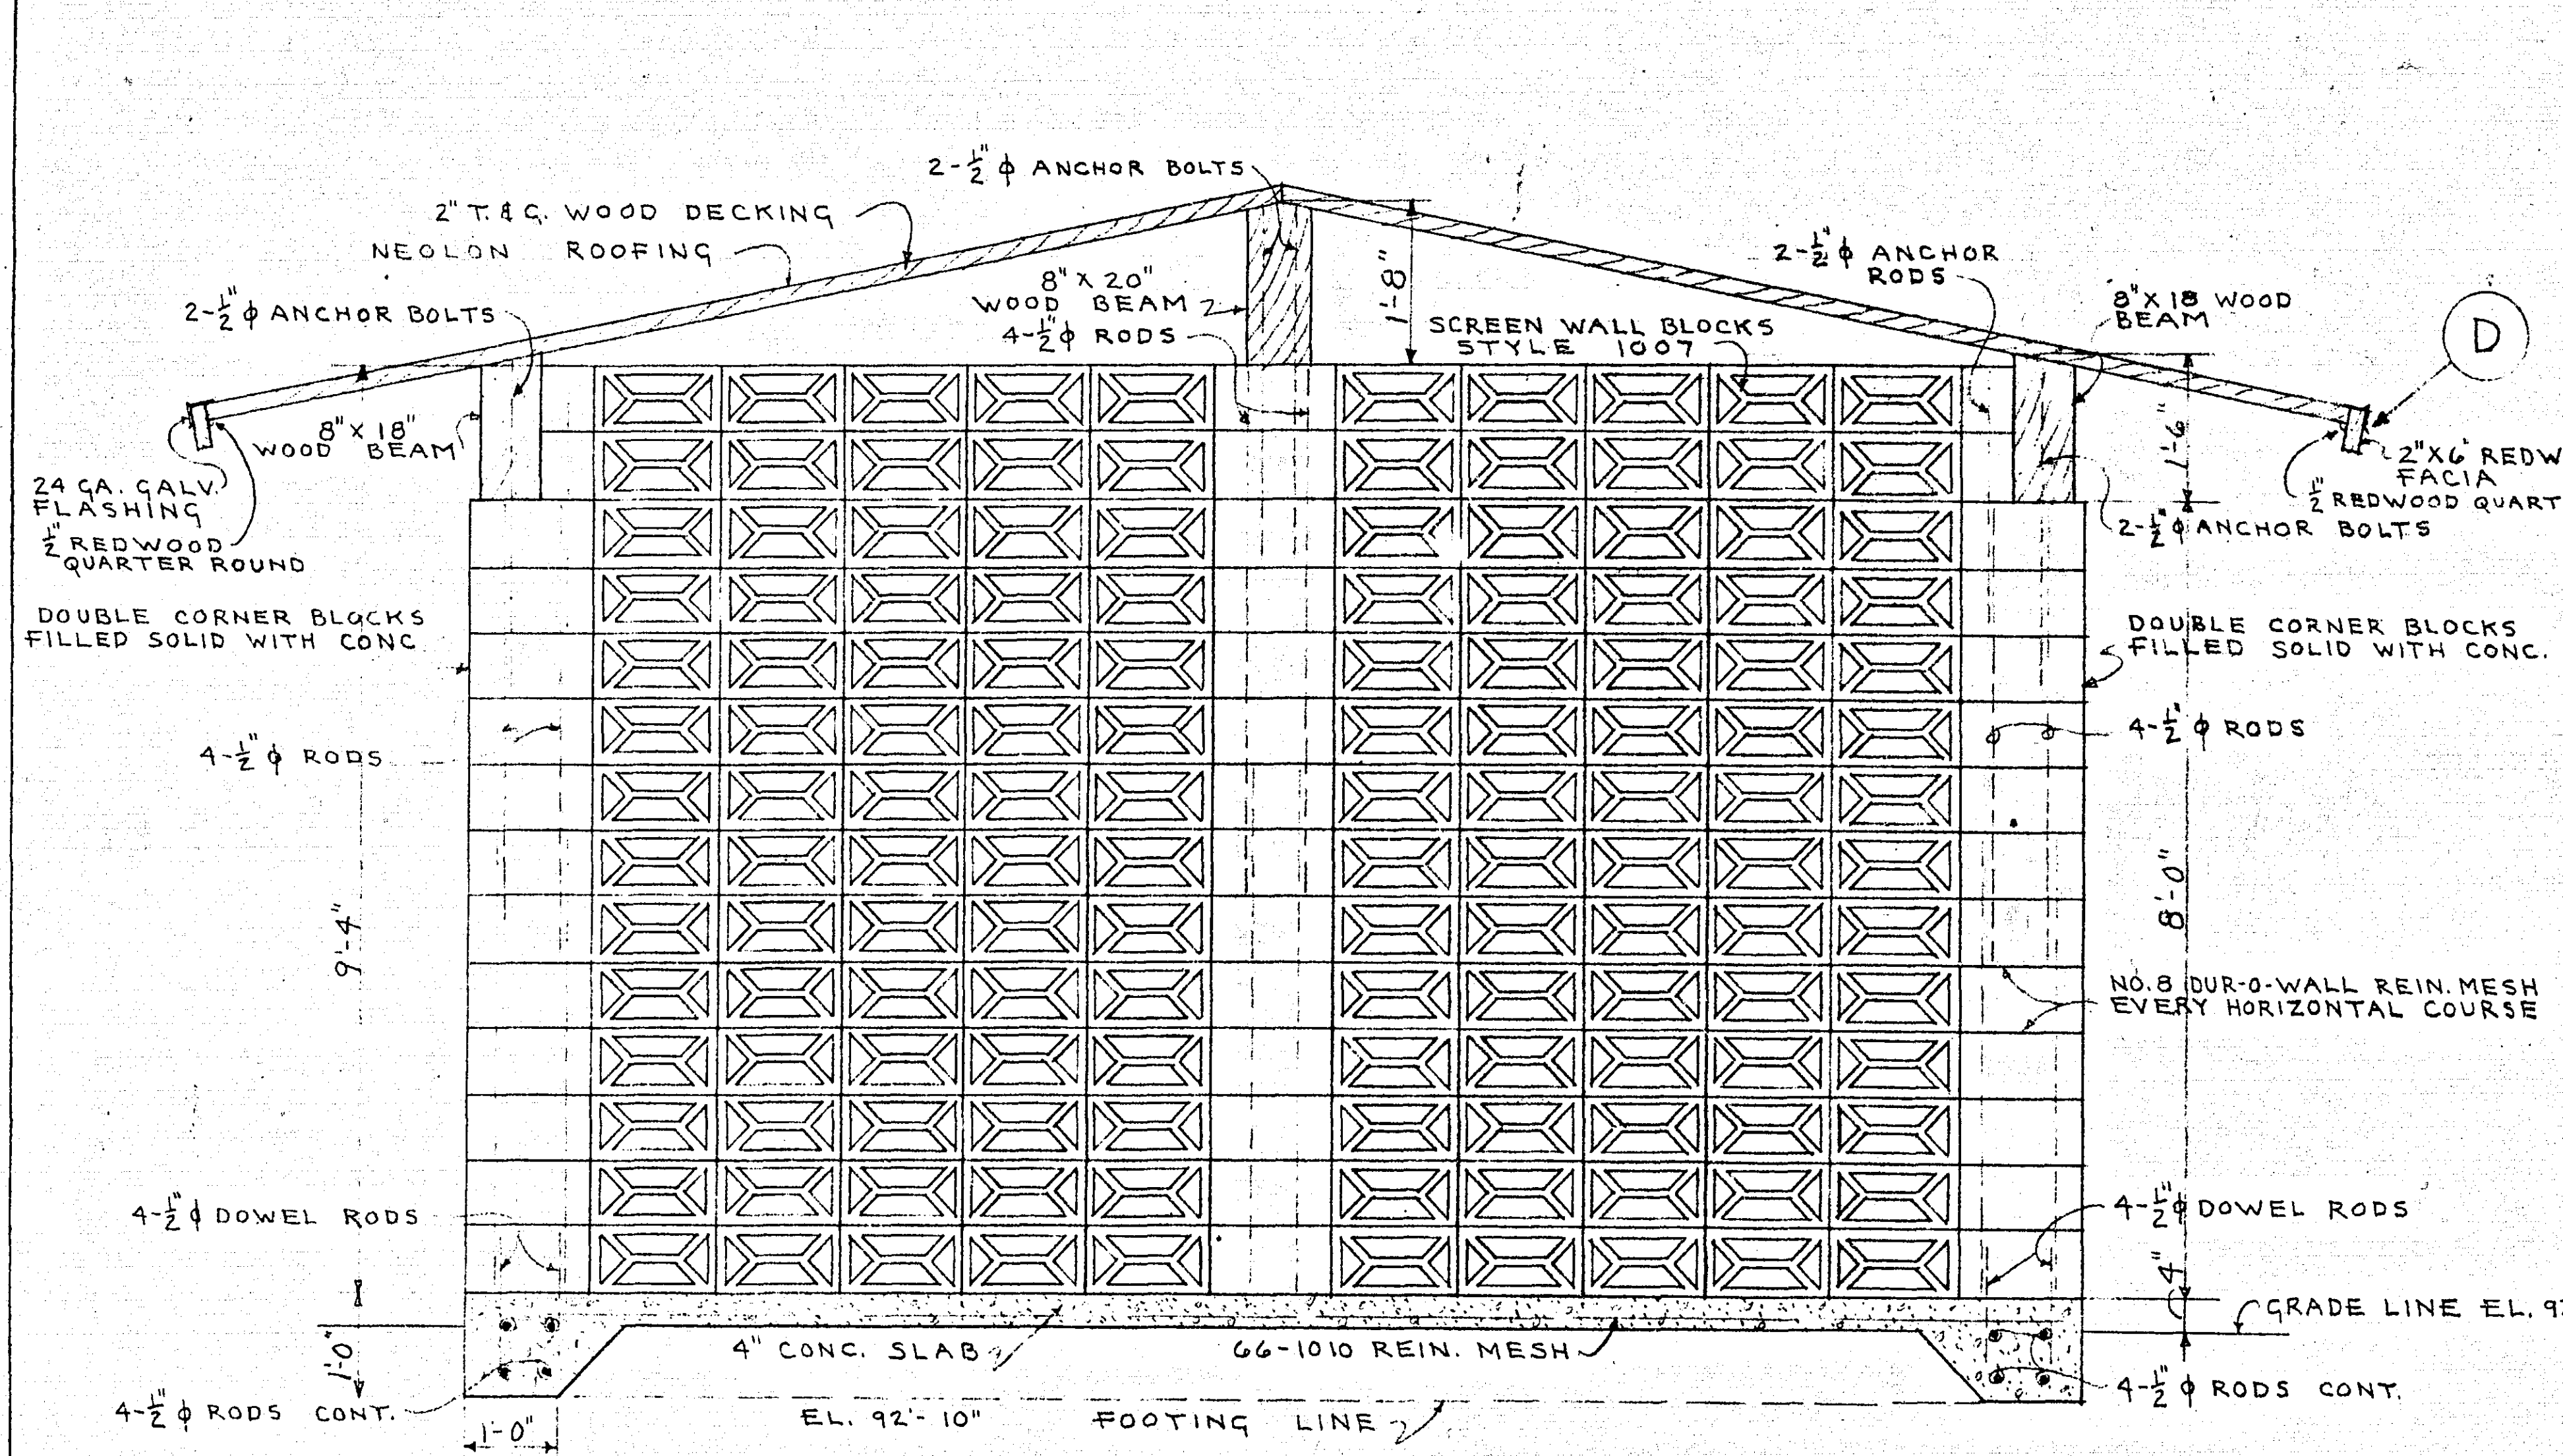 2-½" ϕ ANCHOR BOLTS
2" T. & G. WOOD DECKING
NEOLON ROOFING
2-½" ϕ ANCHOR BOLTS
8" X 20"
WOOD BEAM
4-½" ϕ RODS
1'-8"
SCREEN WALL BLOCKS
STYLE 1007
2-½" ϕ ANCHOR
RODS
8" X 18 WOOD
BEAM
D
8" X 18"
WOOD BEAM
24 GA. GALV.
FLASHING
½" REDWOOD
QUARTER ROUND
1'-6"
2" X 6" REDW
FACIA
½" REDWOOD QUART
2-½" ϕ ANCHOR BOLTS
DOUBLE CORNER BLOCKS
FILLED SOLID WITH CONC
DOUBLE CORNER BLOCKS
FILLED SOLID WITH CONC.
4-½" ϕ RODS
4-½" ϕ RODS
9'-4"
8'-0"
NO. 8 DUR-O-WALL REIN. MESH
EVERY HORIZONTAL COURSE
4-½" ϕ DOWEL RODS
4-½" ϕ DOWEL RODS
4"
GRADE LINE EL. 9
1'-0"
4" CONC. SLAB
66-1010 REIN. MESH
4-½" ϕ RODS CONT.
4-½" ϕ RODS CONT.
EL. 92'-10"
FOOTING LINE
1'-0"